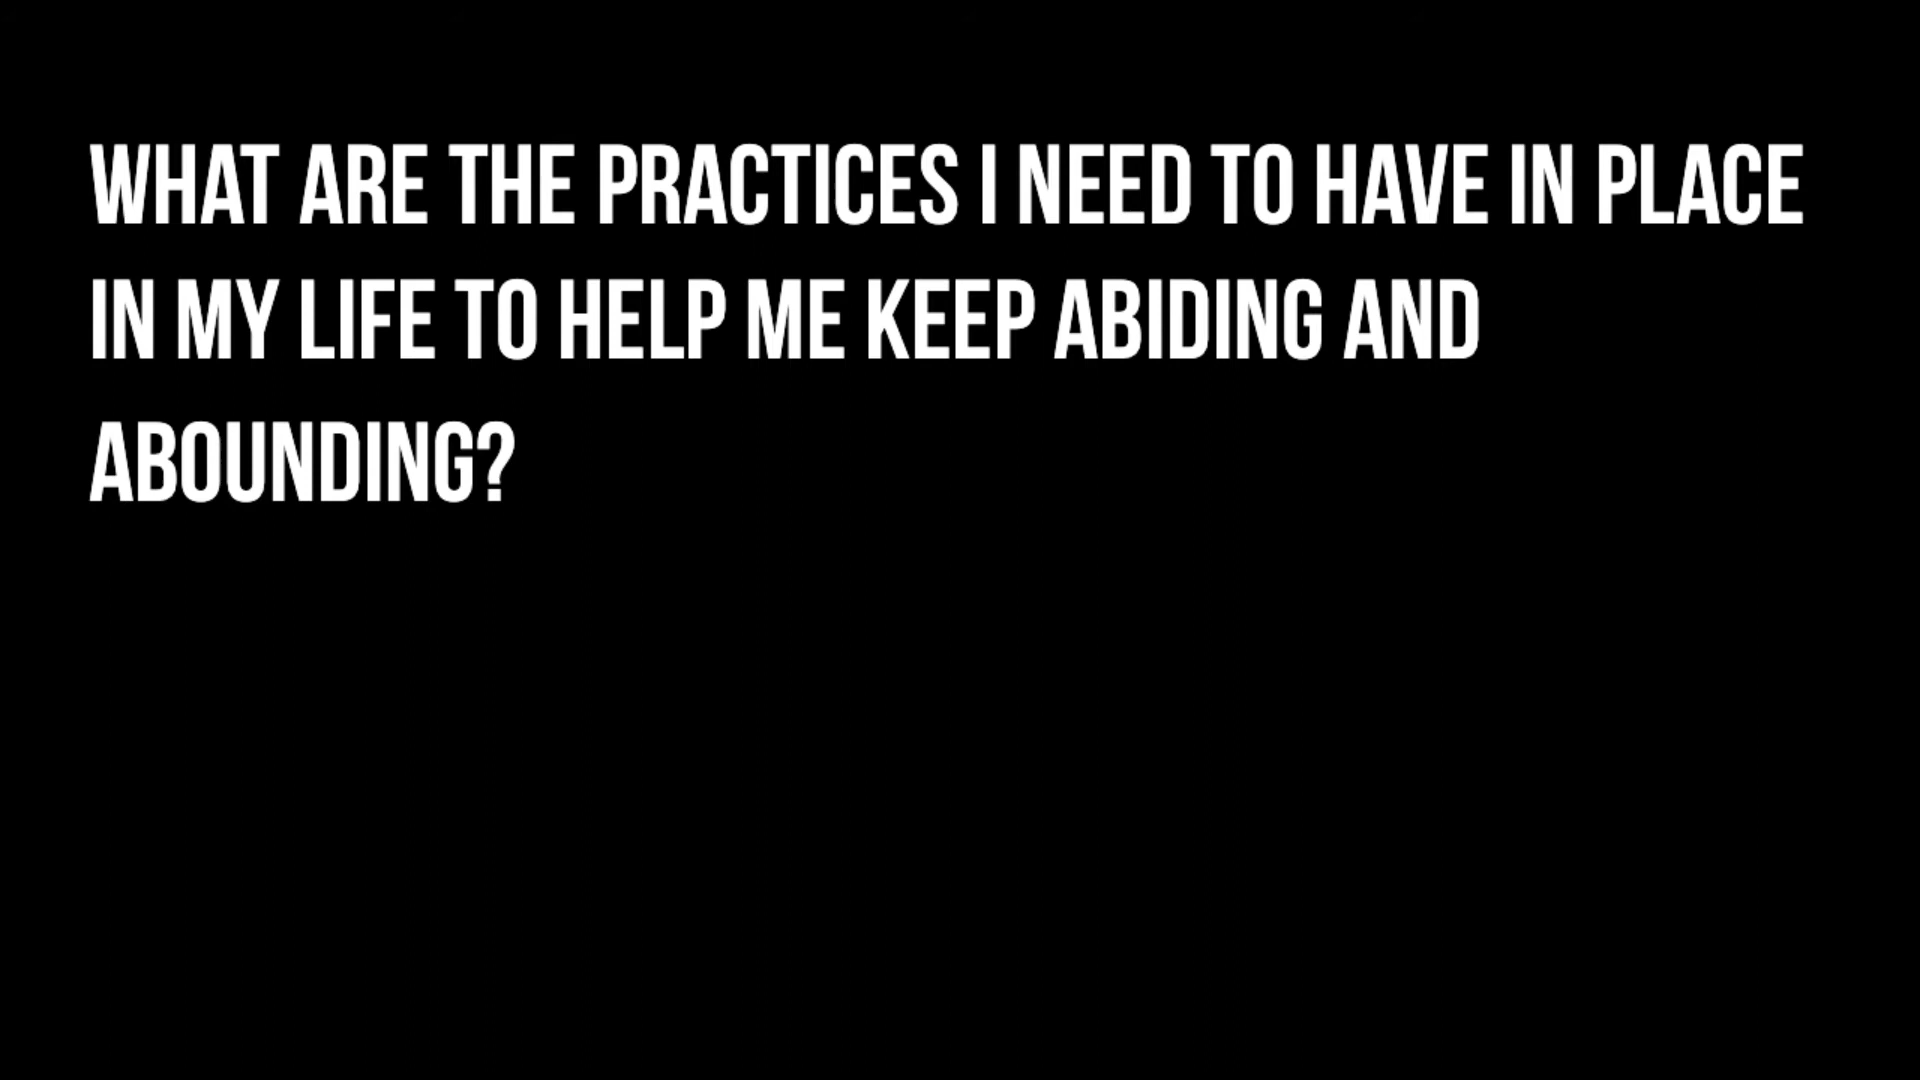 WHAT ARE THE PRACTICES I NEED TO HAVE IN PLACE
IN MY LIFE TO HELP ME KEEP ABIDING AND
ABOUNDING?